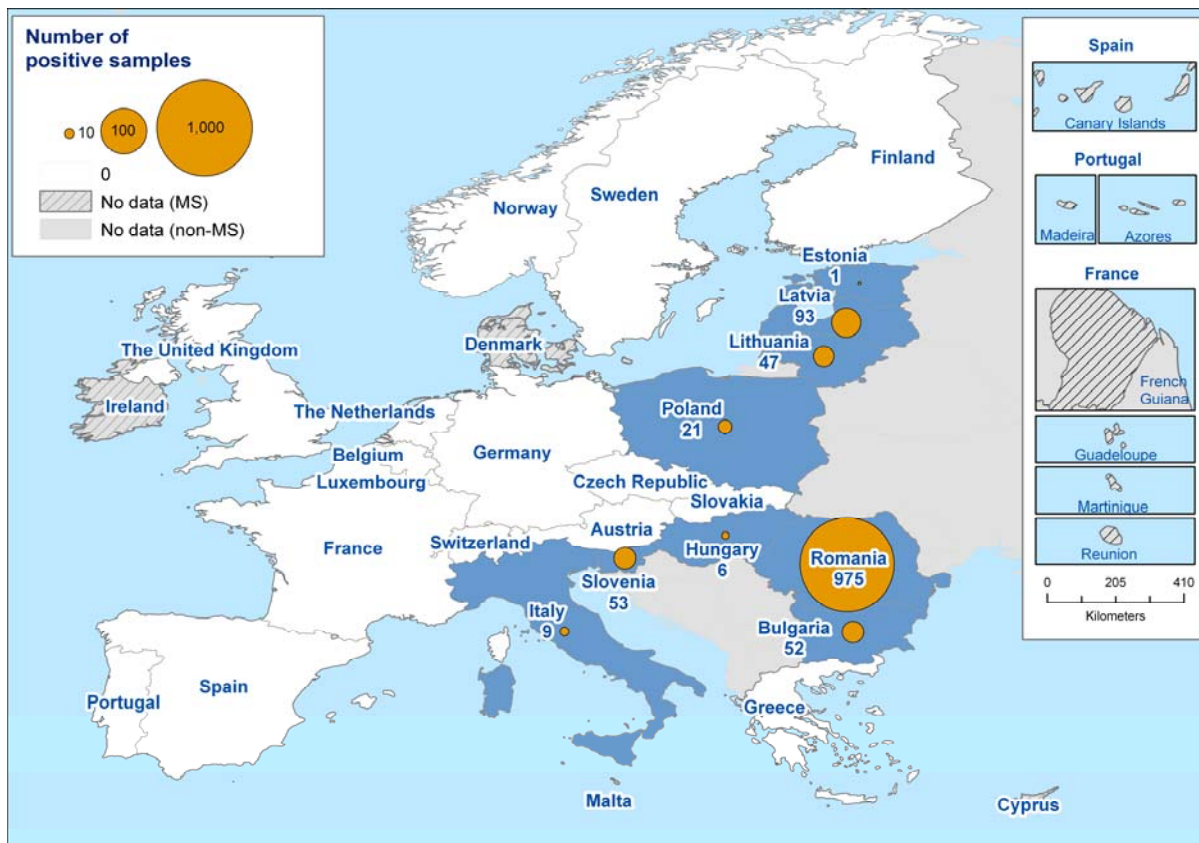 Number of
positive samples
10
100
1,000
0
No data (MS)
No data (non-MS)
Spain
Canary Islands
Portugal
Madeira
Azores
France
French
Guiana
Guadeloupe
Martinique
Reunion
0 205 410
Kilometers
Finland
Norway
Sweden
Estonia
1
Latvia
93
Lithuania
47
Denmark
The United Kingdom
Ireland
The Netherlands
Poland
21
Belgium
Germany
Luxembourg
Czech Republic
Slovakia
Austria
France
Switzerland
Hungary
6
Romania
975
Slovenia
53
Italy
9
Bulgaria
52
Portugal
Spain
Greece
Malta
Cyprus